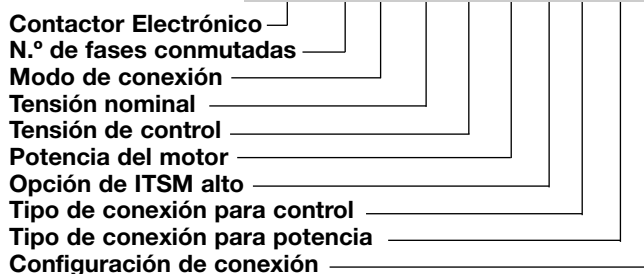 Contactor Electrónico
N.º de fases conmutadas
Modo de conexión
Tensión nominal
Tensión de control
Potencia del motor
Opción de ITSM alto
Tipo de conexión para control
Tipo de conexión para potencia
Configuración de conexión